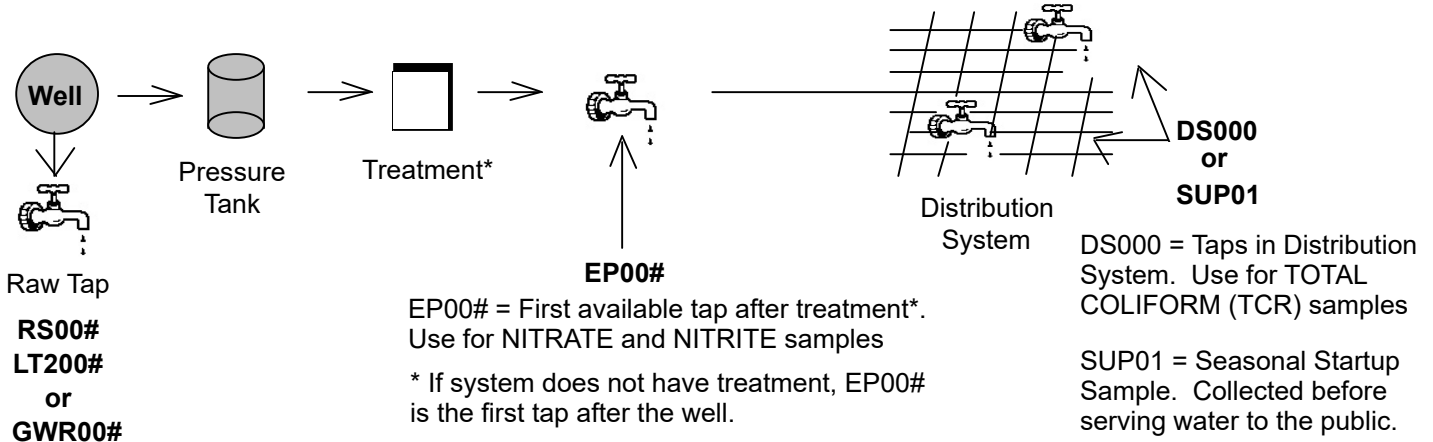 Well
Raw Tap
RS00#
LT200#
or
GWR00#
Pressure
Tank
Treatment*
EP00#
EP00# = First available tap after treatment*.
Use for NITRATE and NITRITE samples
* If system does not have treatment, EP00#
is the first tap after the well.
Distribution
System
DS000
or
SUP01
DS000 = Taps in Distribution
System. Use for TOTAL
COLIFORM (TCR) samples
SUP01 = Seasonal Startup
Sample. Collected before
serving water to the public.